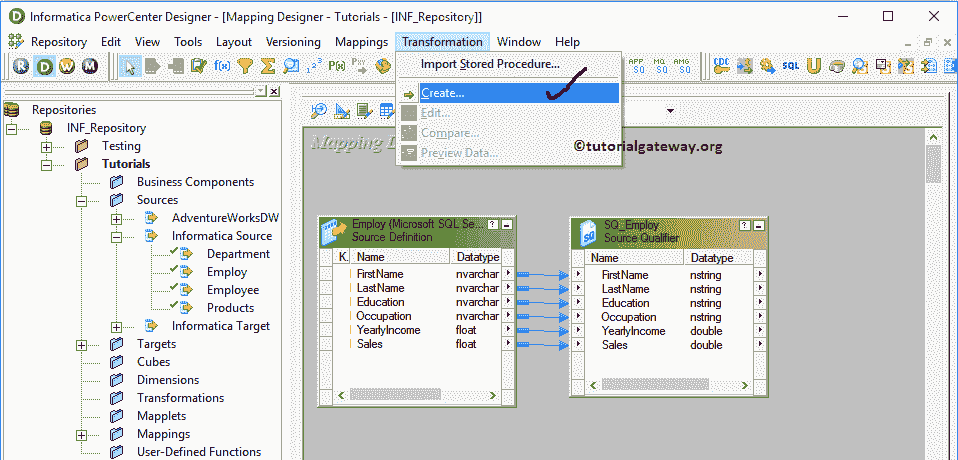 Informatica PowerCenter Designer - [Mapping Designer - Tutorials - [INF_Repository]]
Repository Edit View Tools Layout Versioning Mappings Transformation Window Help
Import Stored Procedure...
Create...
Edit...
Compare...
Preview Data...
R D W M
SQL
Repositories
INF_Repository
Testing
Tutorials
Business Components
Sources
AdventureWorksDW
Informatica Source
Department
Employ
Employee
Products
Informatica Target
Targets
Cubes
Dimensions
Transformations
Mapplets
Mappings
User-Defined Functions
Mapping D
©tutorialgateway.org
Employ (Microsoft SQL Se...
Source Definition
K. Name Datatype
FirstName nvarchar
LastName nvarchar
Education nvarchar
Occupation nvarchar
YearlyIncome float
Sales float
SQ_Employ
Source Qualifier
Name Datatype
FirstName nstring
LastName nstring
Education nstring
Occupation nstring
YearlyIncome double
Sales double